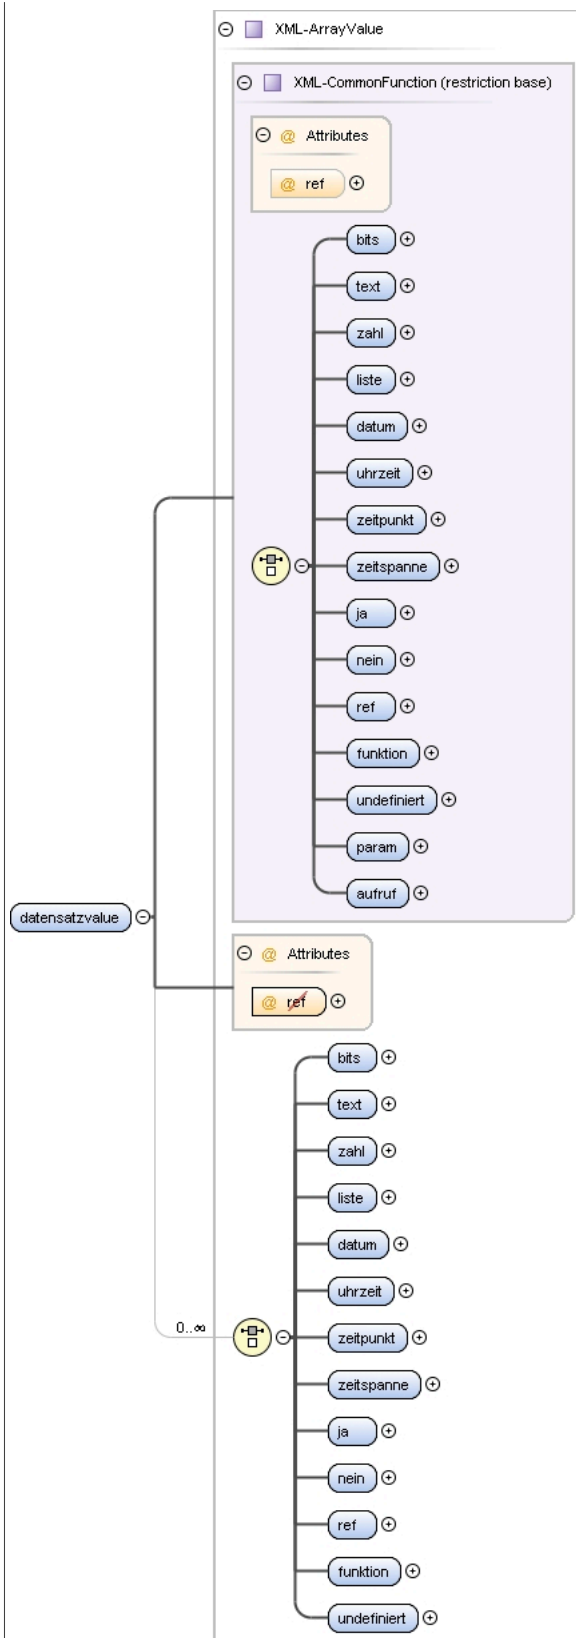 XML-ArrayValue
XML-CommonFunction (restriction base)
@ Attributes
@ ref
bits
text
zahl
liste
datum
uhrzeit
zeitpunkt
zeitspanne
ja
nein
ref
funktion
undefiniert
param
aufruf
datensatzvalue
@ Attributes
@ ref
bits
text
zahl
liste
datum
uhrzeit
0..∞
zeitpunkt
zeitspanne
ja
nein
ref
funktion
undefiniert